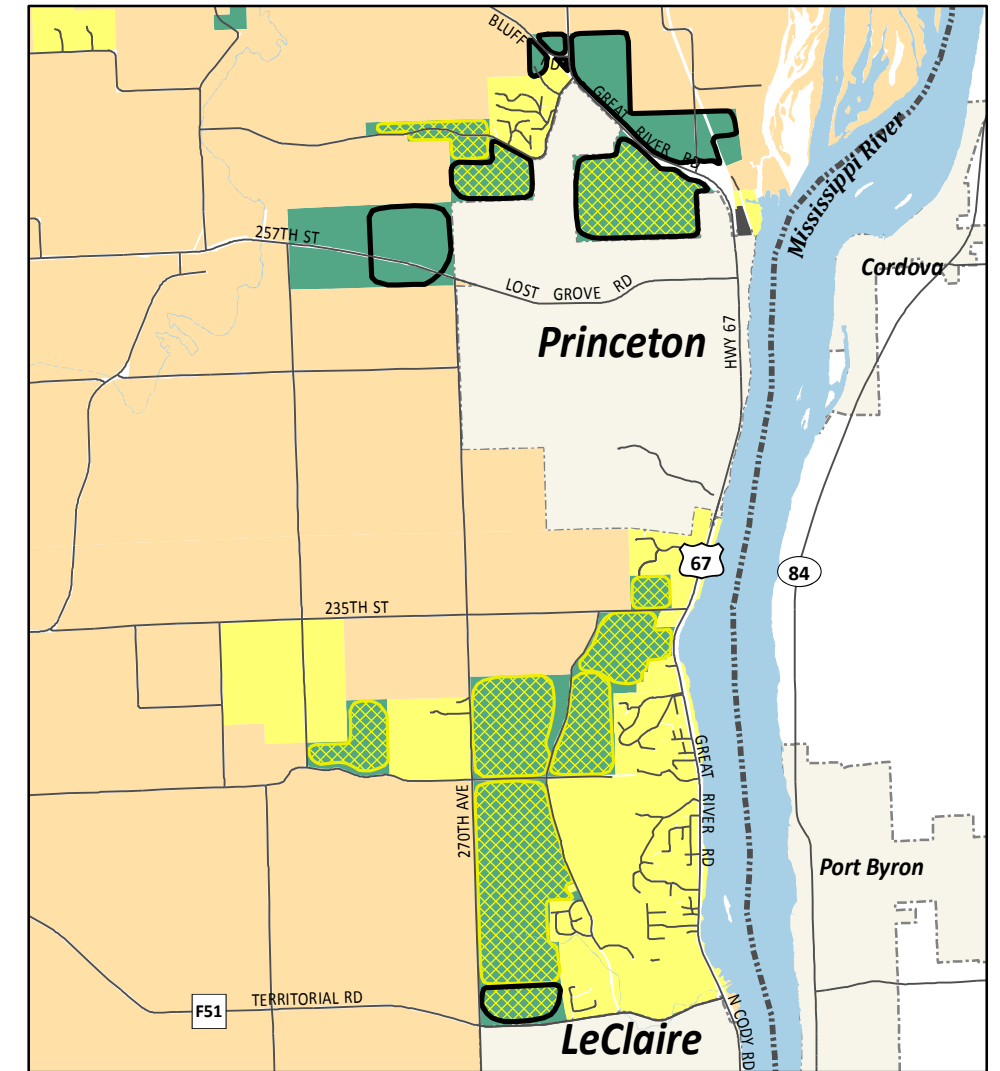 BLUFF
RD
GREAT RIVER RD
Mississippi River
257TH ST
Cordova
LOST GROVE RD
Princeton
HWY 67
67
84
235TH ST
GREAT RIVER RD
270TH AVE
Port Byron
F51
TERRITORIAL RD
N CODY RD
LeClaire